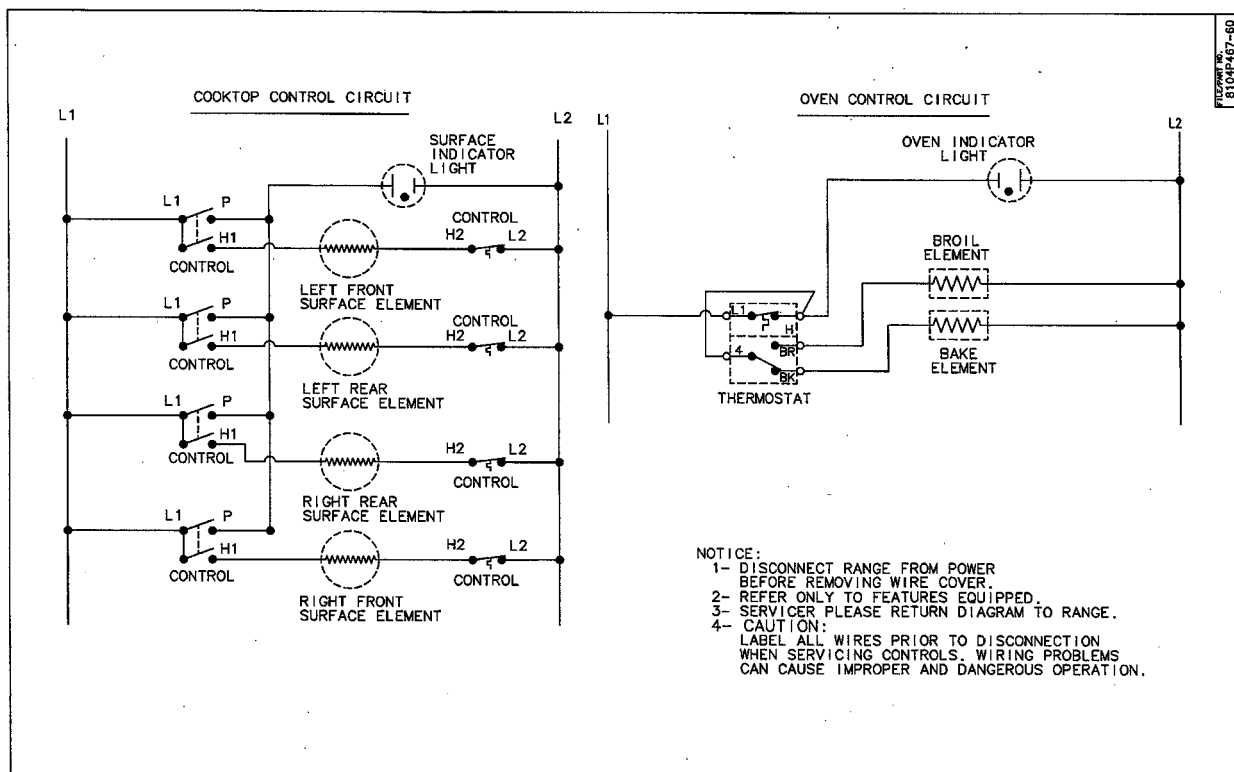 FILE/PART NO.
8104P467-60
COOKTOP CONTROL CIRCUIT
L1
L2
SURFACE
INDICATOR
LIGHT
L1 P
H1
CONTROL
CONTROL
H2 L2
LEFT FRONT
SURFACE ELEMENT
L1 P
H1
CONTROL
CONTROL
H2 L2
LEFT REAR
SURFACE ELEMENT
L1 P
H1
CONTROL
H2 L2
CONTROL
RIGHT REAR
SURFACE ELEMENT
L1 P
H1
CONTROL
H2 L2
CONTROL
RIGHT FRONT
SURFACE ELEMENT
OVEN CONTROL CIRCUIT
L1
L2
OVEN INDICATOR
LIGHT
BROIL
ELEMENT
L1
H
4
BR
BK
THERMOSTAT
BAKE
ELEMENT
NOTICE:
1- DISCONNECT RANGE FROM POWER
BEFORE REMOVING WIRE COVER.
2- REFER ONLY TO FEATURES EQUIPPED.
3- SERVICER PLEASE RETURN DIAGRAM TO RANGE.
4- CAUTION:
LABEL ALL WIRES PRIOR TO DISCONNECTION
WHEN SERVICING CONTROLS. WIRING PROBLEMS
CAN CAUSE IMPROPER AND DANGEROUS OPERATION.